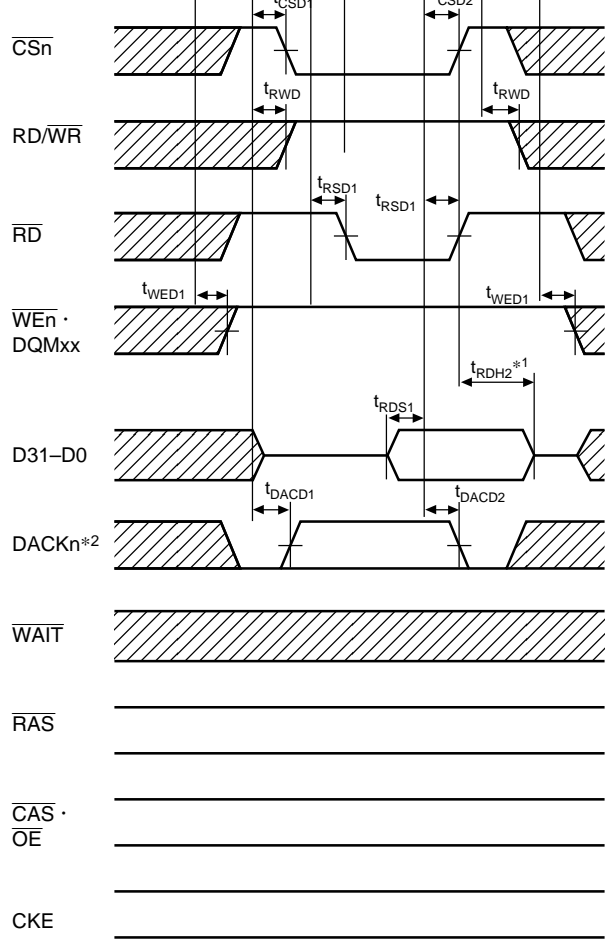 tCSD1 tCSD2
CSn
tRWD tRWD
RD/WR
tRSD1 tRSD1
RD
tWED1 tWED1
WEn ·
DQMxx
tRDH2*1
tRDS1
D31–D0
tDACD1 tDACD2
DACKn*2
WAIT
RAS
CAS ·
OE
CKE